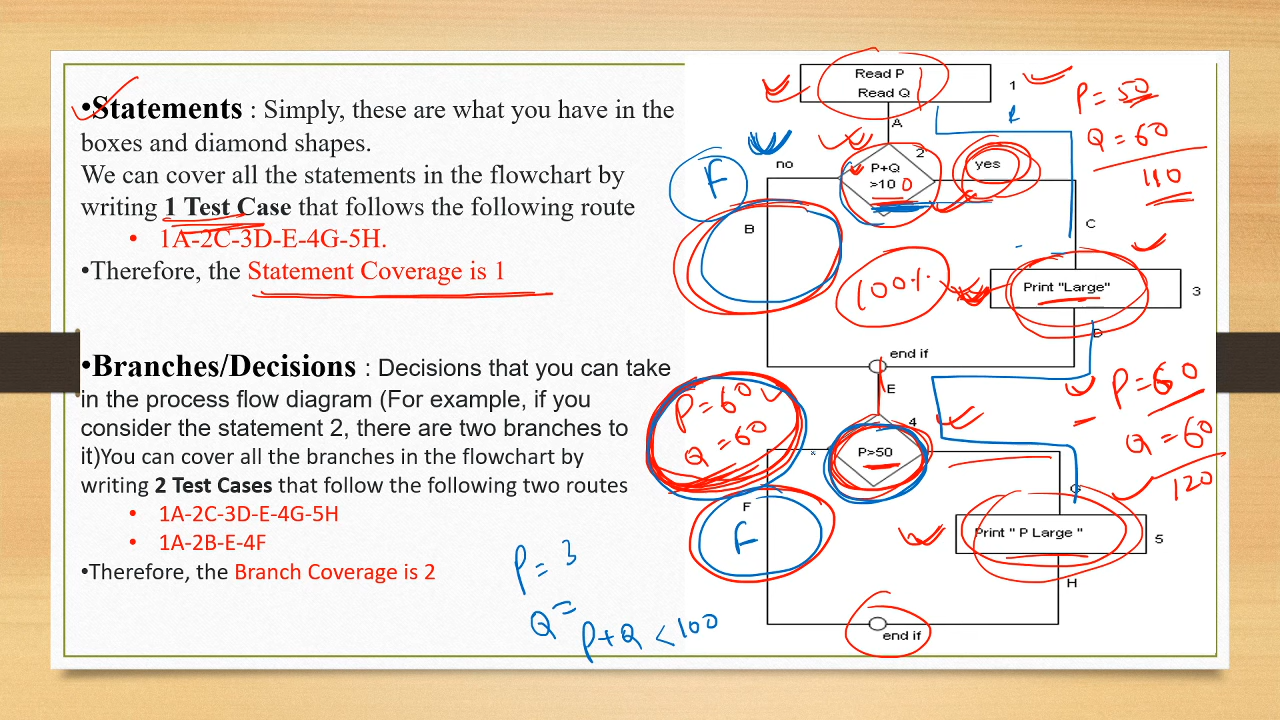 •Statements : Simply, these are what you have in the
boxes and diamond shapes.
We can cover all the statements in the flowchart by
writing 1 Test Case that follows the following route
• 1A-2C-3D-E-4G-5H.
•Therefore, the Statement Coverage is 1
•Branches/Decisions : Decisions that you can take
in the process flow diagram (For example, if you
consider the statement 2, there are two branches to
it)You can cover all the branches in the flowchart by
writing 2 Test Cases that follow the following two routes
• 1A-2C-3D-E-4G-5H
• 1A-2B-E-4F
•Therefore, the Branch Coverage is 2
P = 3
Q =
P+Q < 100
Read P
Read Q
1
A
2
no
P+Q
>100
yes
F
B
C
100%
Print "Large"
3
D
end if
E
4
P>50
P=60
Q=60
F
F
G
Print " P Large "
5
H
end if
P = 50
Q = 60
110
P = 60
Q = 60
120